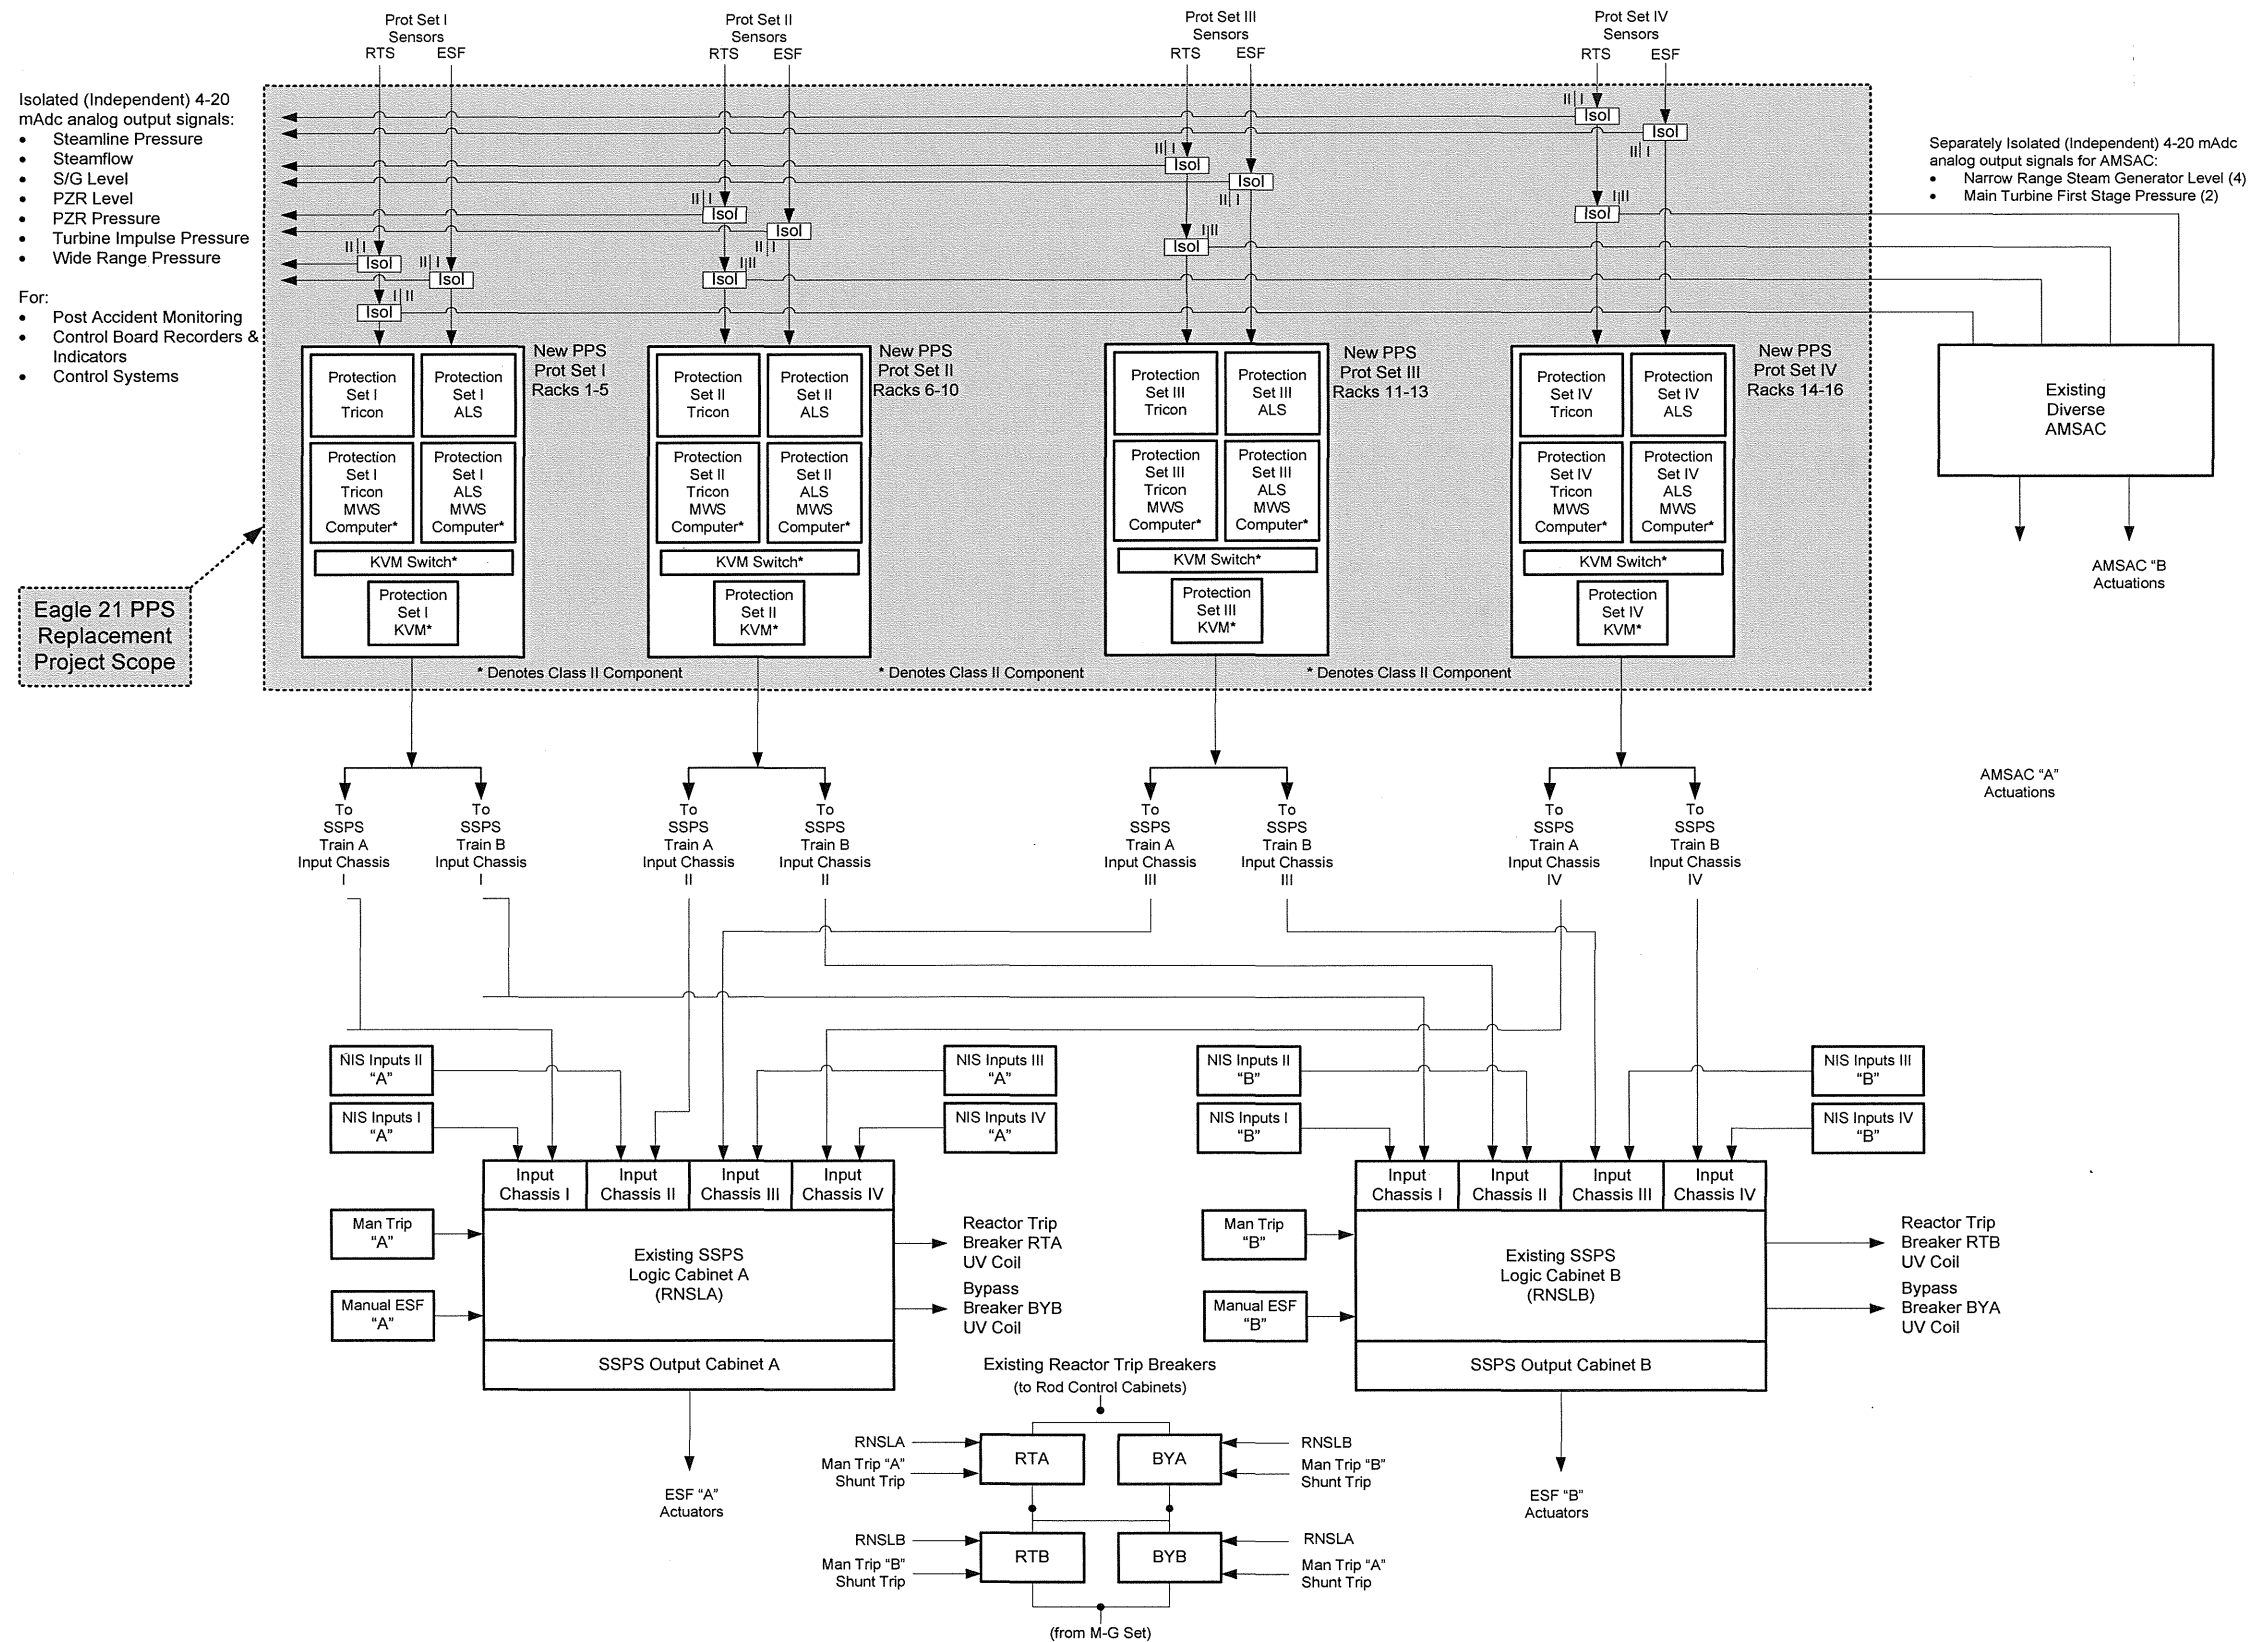 Prot Set I
Sensors
RTS ESF
Prot Set II
Sensors
RTS ESF
Prot Set III
Sensors
RTS ESF
Prot Set IV
Sensors
RTS ESF
Isolated (Independent) 4-20
mAdc analog output signals:
• Steamline Pressure
• Steamflow
• S/G Level
• PZR Level
• PZR Pressure
• Turbine Impulse Pressure
• Wide Range Pressure
For:
• Post Accident Monitoring
• Control Board Recorders &
Indicators
• Control Systems
II I
Isol
Isol
II I
II I
Isol
Isol
II I
II I
Isol
Isol
II I
II I
Isol
II I
Isol
I II
Isol
I II
Isol
I II
Isol
I II
Isol
Separately Isolated (Independent) 4-20 mAdc
analog output signals for AMSAC:
• Narrow Range Steam Generator Level (4)
• Main Turbine First Stage Pressure (2)
New PPS
Prot Set I
Racks 1-5
Protection
Set I
Tricon
Protection
Set I
ALS
Protection
Set I
Tricon
MWS
Computer*
Protection
Set I
ALS
MWS
Computer*
KVM Switch*
Protection
Set I
KVM*
New PPS
Prot Set II
Racks 6-10
Protection
Set II
Tricon
Protection
Set II
ALS
Protection
Set II
Tricon
MWS
Computer*
Protection
Set II
ALS
MWS
Computer*
KVM Switch*
Protection
Set II
KVM*
New PPS
Prot Set III
Racks 11-13
Protection
Set III
Tricon
Protection
Set III
ALS
Protection
Set III
Tricon
MWS
Computer*
Protection
Set III
ALS
MWS
Computer*
KVM Switch*
Protection
Set III
KVM*
New PPS
Prot Set IV
Racks 14-16
Protection
Set IV
Tricon
Protection
Set IV
ALS
Protection
Set IV
Tricon
MWS
Computer*
Protection
Set IV
ALS
MWS
Computer*
KVM Switch*
Protection
Set IV
KVM*
* Denotes Class II Component
* Denotes Class II Component
* Denotes Class II Component
Eagle 21 PPS
Replacement
Project Scope
Existing
Diverse
AMSAC
AMSAC "B
Actuations
AMSAC "A"
Actuations
To
SSPS
Train A
Input Chassis
I
To
SSPS
Train B
Input Chassis
I
To
SSPS
Train A
Input Chassis
II
To
SSPS
Train B
Input Chassis
II
To
SSPS
Train A
Input Chassis
III
To
SSPS
Train B
Input Chassis
III
To
SSPS
Train A
Input Chassis
IV
To
SSPS
Train B
Input Chassis
IV
NIS Inputs II
"A"
NIS Inputs I
"A"
NIS Inputs III
"A"
NIS Inputs IV
"A"
NIS Inputs II
"B"
NIS Inputs I
"B"
NIS Inputs III
"B"
NIS Inputs IV
"B"
Input
Chassis I
Input
Chassis II
Input
Chassis III
Input
Chassis IV
Man Trip
"A"
Manual ESF
"A"
Existing SSPS
Logic Cabinet A
(RNSLA)
SSPS Output Cabinet A
Reactor Trip
Breaker RTA
UV Coil
Bypass
Breaker BYB
UV Coil
ESF "A"
Actuators
Input
Chassis I
Input
Chassis II
Input
Chassis III
Input
Chassis IV
Man Trip
"B"
Manual ESF
"B"
Existing SSPS
Logic Cabinet B
(RNSLB)
SSPS Output Cabinet B
Reactor Trip
Breaker RTB
UV Coil
Bypass
Breaker BYA
UV Coil
ESF "B"
Actuators
Existing Reactor Trip Breakers
(to Rod Control Cabinets)
RNSLA
Man Trip "A"
Shunt Trip
RTA
BYA
RNSLB
Man Trip "B"
Shunt Trip
RNSLB
Man Trip "B"
Shunt Trip
RTB
BYB
RNSLA
Man Trip "A"
Shunt Trip
(from M-G Set)